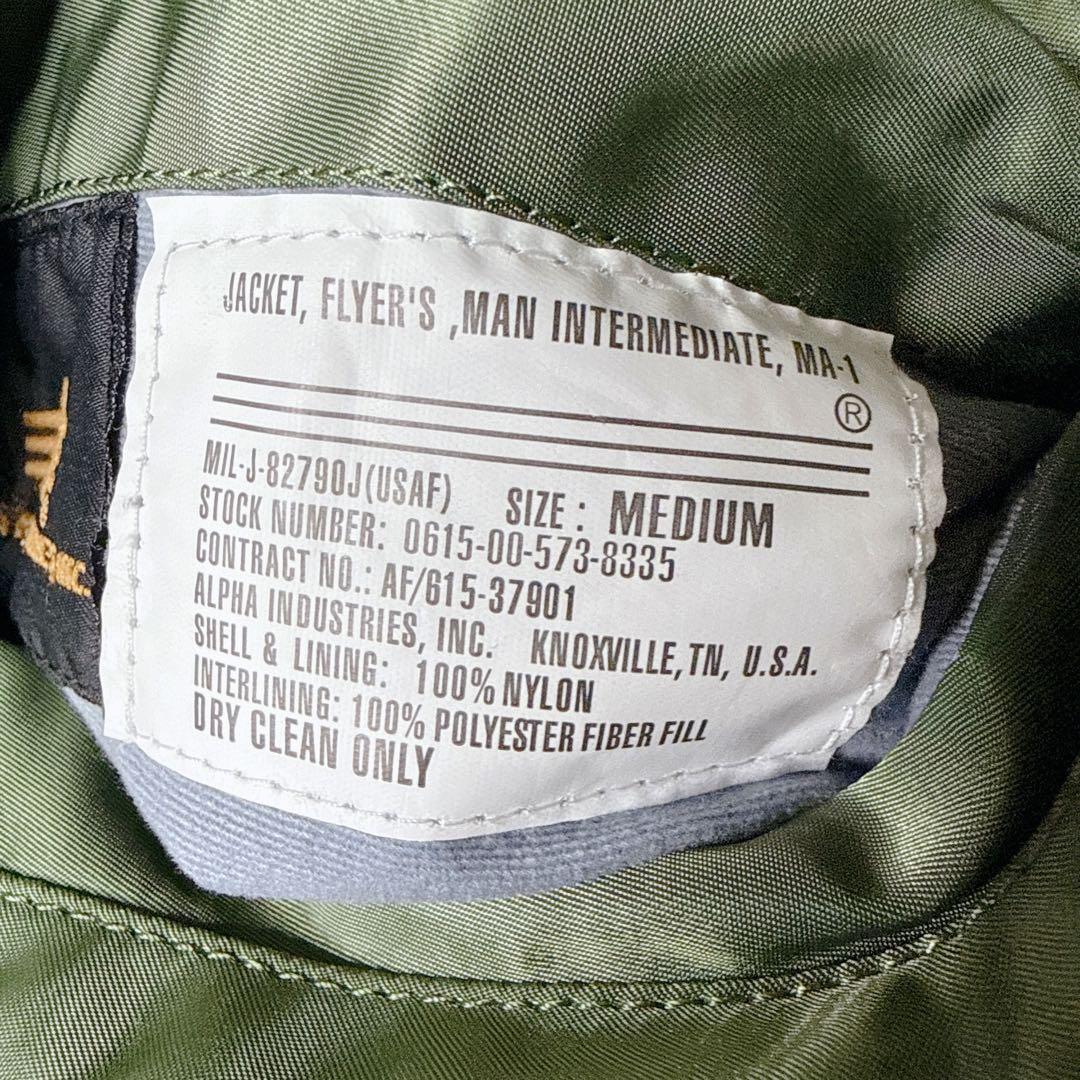 JACKET, FLYER'S ,MAN INTERMEDIATE, MA-1
®
MIL-J-82790J(USAF) SIZE : MEDIUM
STOCK NUMBER: 0615-00-573-8335
CONTRACT NO.: AF/615-37901
ALPHA INDUSTRIES, INC. KNOXVILLE, TN, U.S.A.
SHELL & LINING: 100% NYLON
INTERLINING: 100% POLYESTER FIBER FILL
DRY CLEAN ONLY